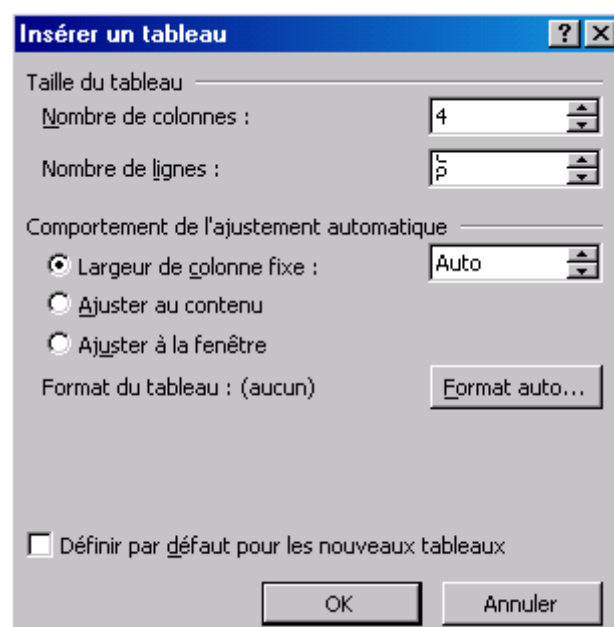 Insérer un tableau
Taille du tableau
Nombre de colonnes : 4
Nombre de lignes :
Comportement de l'ajustement automatique
Largeur de colonne fixe : Auto
Ajuster au contenu
Ajuster à la fenêtre
Format du tableau : (aucun) Format auto...
Définir par défaut pour les nouveaux tableaux
OK Annuler